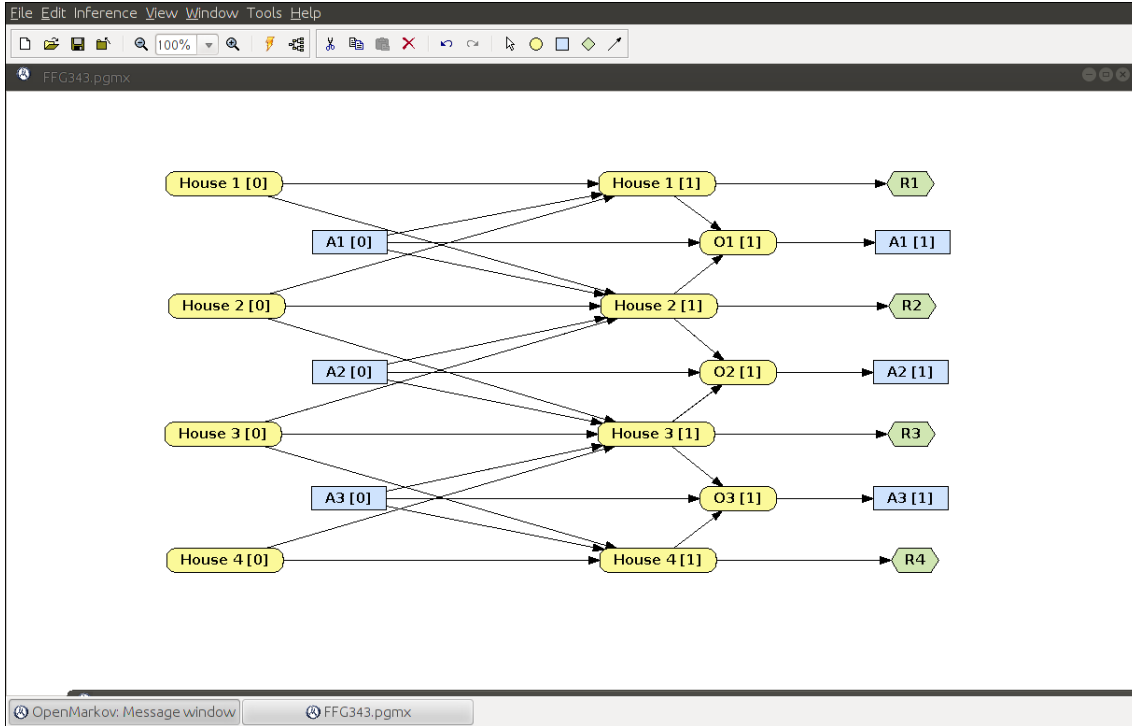 File Edit Inference View Window Tools Help
100%
FFG343.pgmx
House 1 [0] House 1 [1] R1
A1 [0] O1 [1] A1 [1]
House 2 [0] House 2 [1] R2
A2 [0] O2 [1] A2 [1]
House 3 [0] House 3 [1] R3
A3 [0] O3 [1] A3 [1]
House 4 [0] House 4 [1] R4
OpenMarkov: Message window FFG343.pgmx